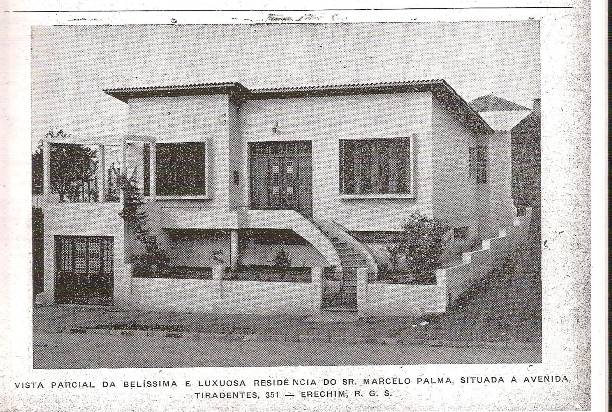 VISTA PARCIAL DA BELÍSSIMA E LUXUOSA RESIDÊNCIA DO SR. MARCELO PALMA, SITUADA A AVENIDA
TIRADENTES, 351 — ERECHIM, R. G. S.